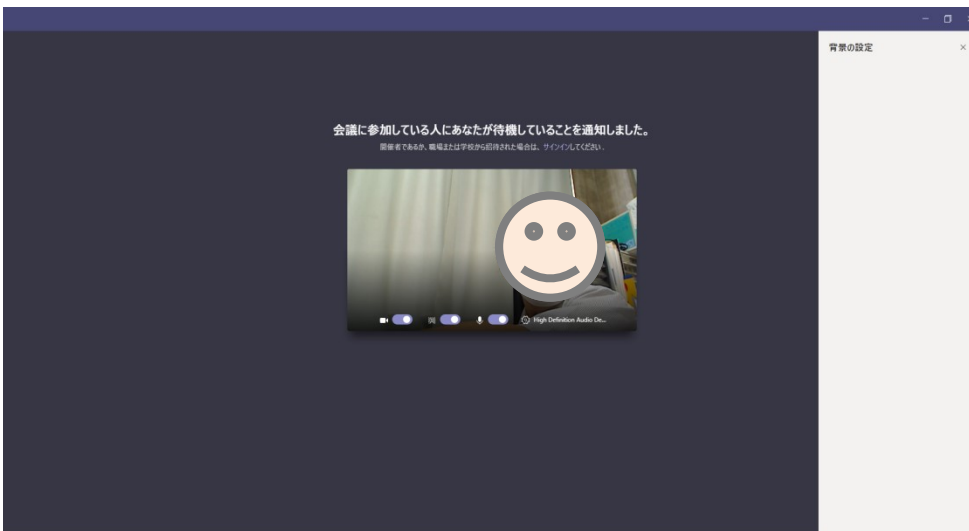 背景の設定
会議に参加している人にあなたが待機していることを通知しました。
開催者であるか、職場または学校から招待された場合は、サインインしてください.
High Definition Audio De...